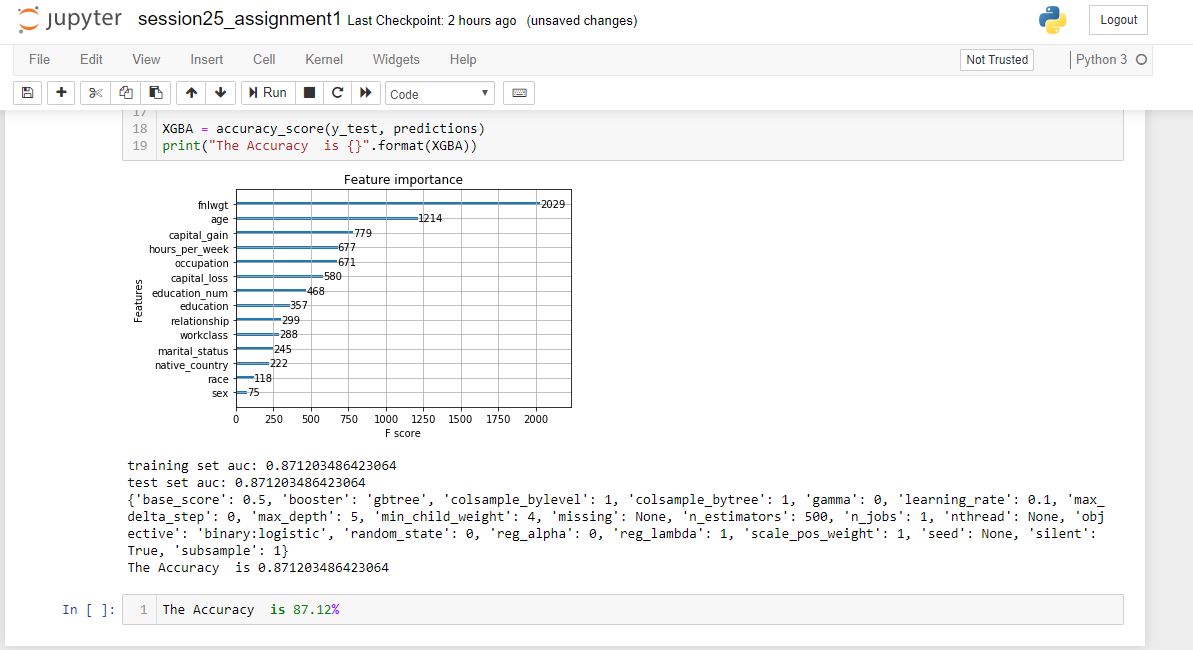 jupyter session25_assignment1 Last Checkpoint: 2 hours ago (unsaved changes) Logout
File Edit View Insert Cell Kernel Widgets Help Not Trusted Python 3
Run Code
17
18 XGBA = accuracy_score(y_test, predictions)
19 print("The Accuracy  is {}".format(XGBA))
Feature importance
fnlwgt 2029
age 1214
capital_gain 779
hours_per_week 677
occupation 671
capital_loss 580
education_num 468
education 357
relationship 299
workclass 288
marital_status 245
native_country 222
race 118
sex 75
Features
0 250 500 750 1000 1250 1500 1750 2000
F score
training set auc: 0.871203486423064
test set auc: 0.871203486423064
{'base_score': 0.5, 'booster': 'gbtree', 'colsample_bylevel': 1, 'colsample_bytree': 1, 'gamma': 0, 'learning_rate': 0.1, 'max_
delta_step': 0, 'max_depth': 5, 'min_child_weight': 4, 'missing': None, 'n_estimators': 500, 'n_jobs': 1, 'nthread': None, 'obj
ective': 'binary:logistic', 'random_state': 0, 'reg_alpha': 0, 'reg_lambda': 1, 'scale_pos_weight': 1, 'seed': None, 'silent':
True, 'subsample': 1}
The Accuracy  is 0.871203486423064
In [ ]: 1 The Accuracy  is 87.12%